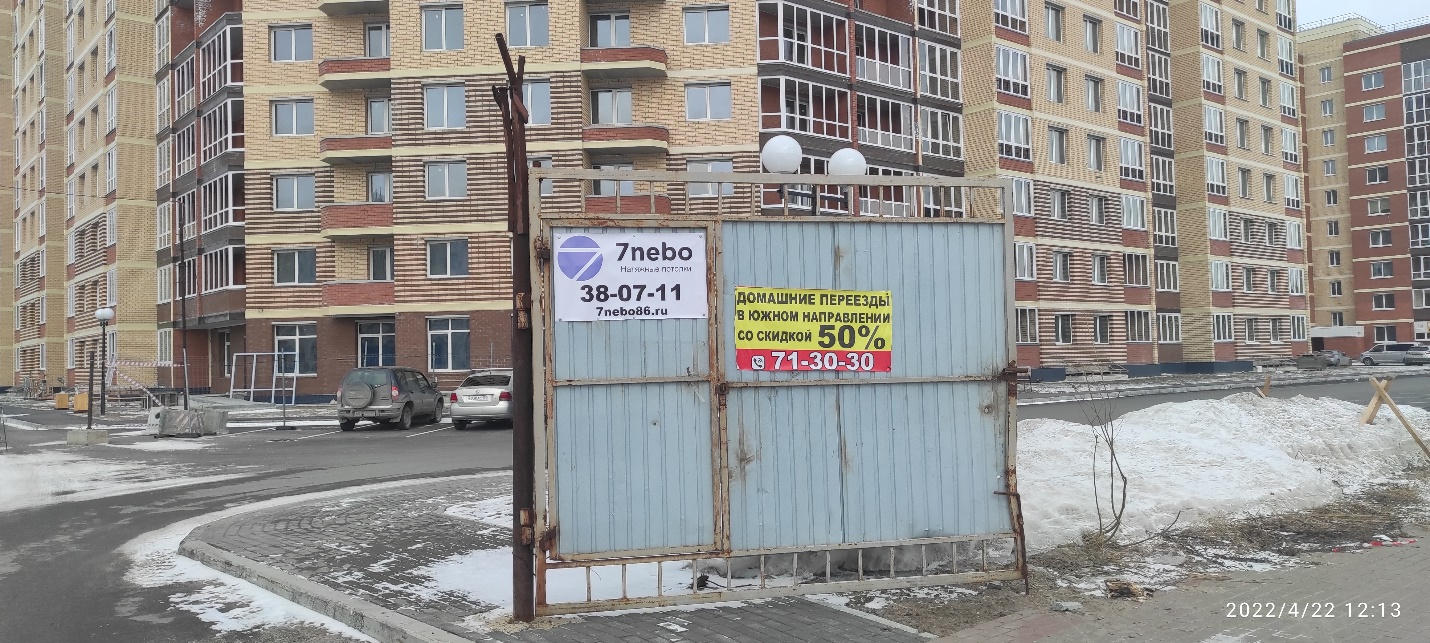 7nebo
Натяжные потолки
38-07-11
7nebo86.ru
ДОМАШНИЕ ПЕРЕЕЗДЫ
В ЮЖНОМ НАПРАВЛЕНИИ
СО СКИДКОЙ 50%
71-30-30
2022/4/22 12:13